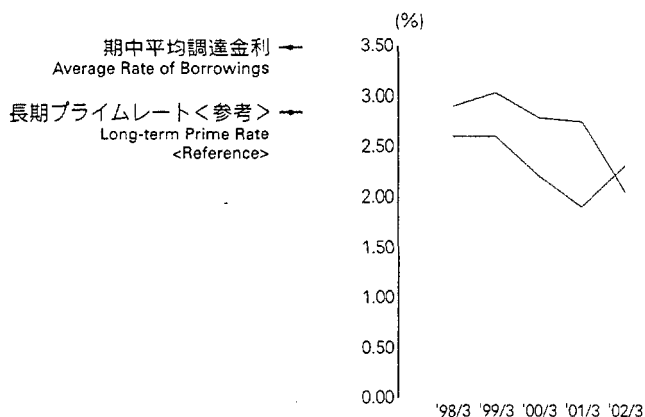 (%)
期中平均調達金利
Average Rate of Borrowings
長期プライムレート<参考>
Long-term Prime Rate
<Reference>
3.50
3.00
2.50
2.00
1.50
1.00
0.50
0.00
'98/3 '99/3 '00/3 '01/3 '02/3